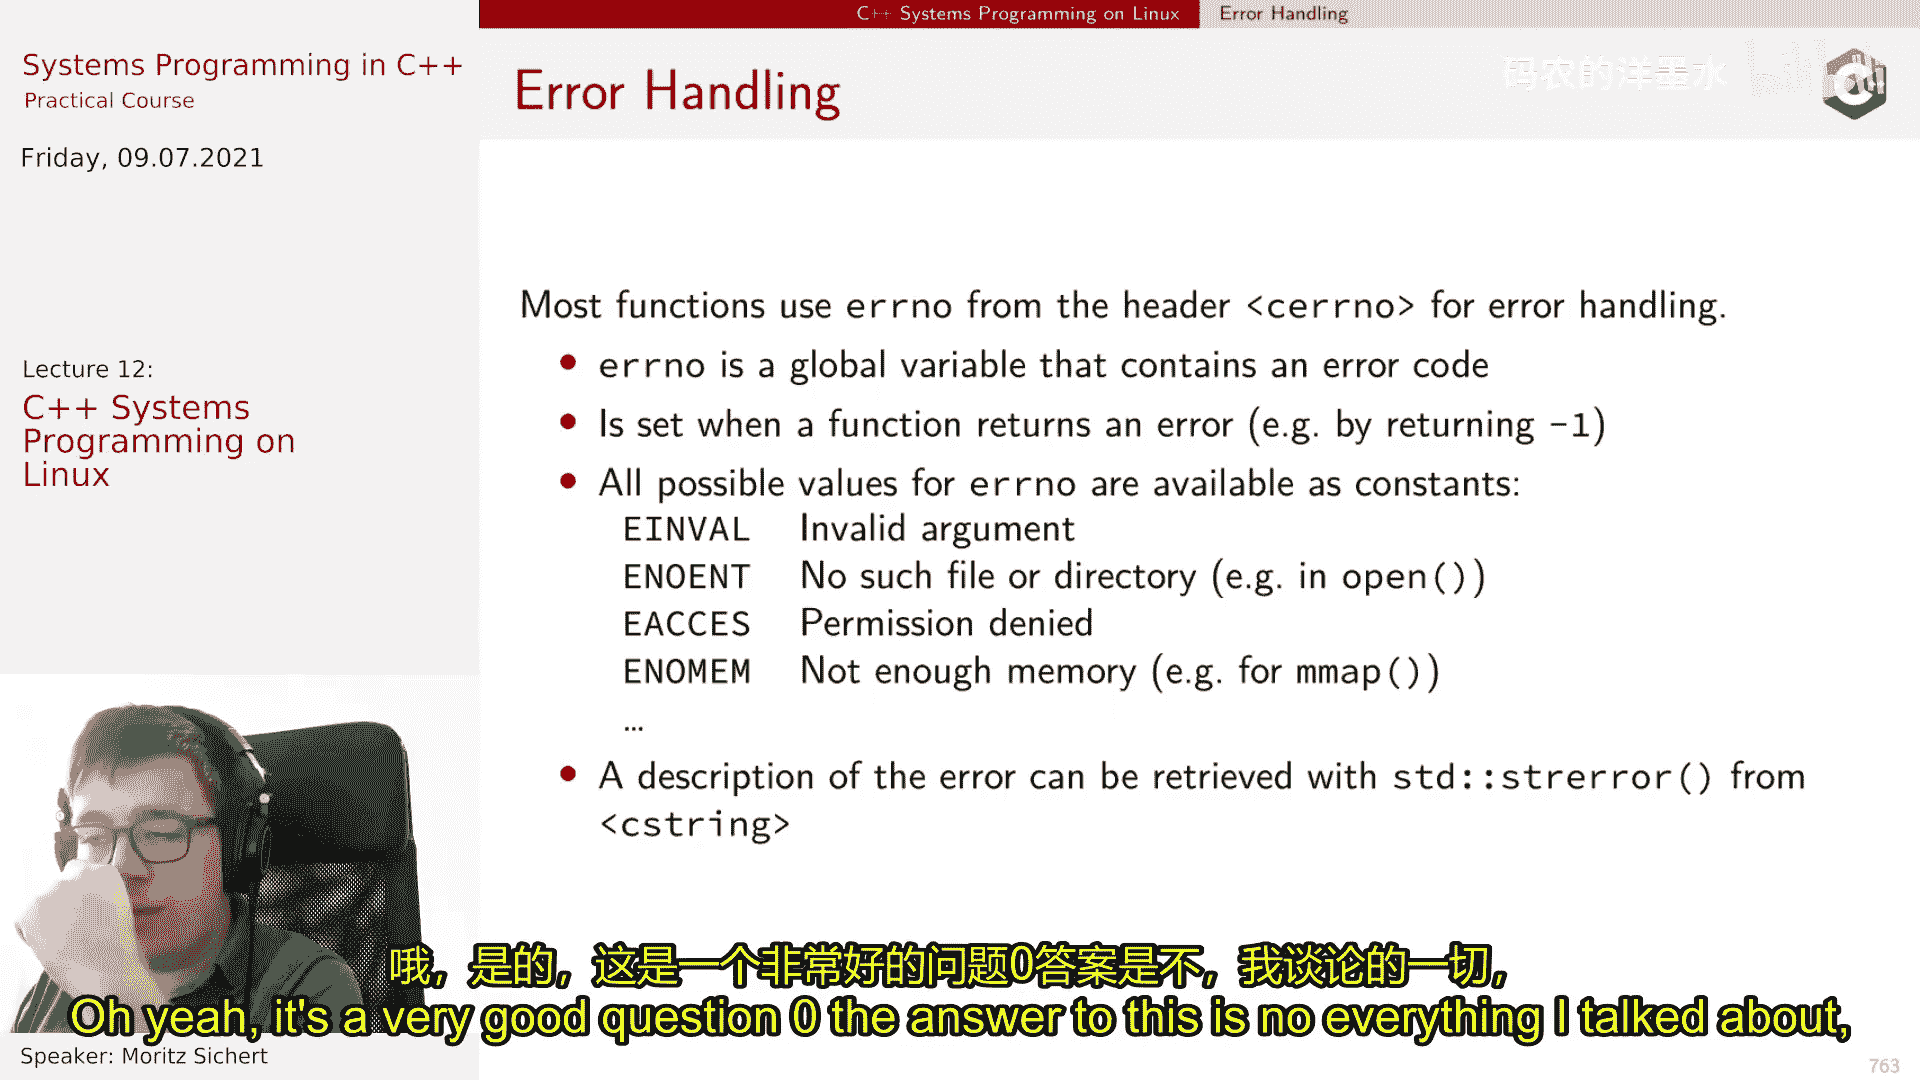 C++ Systems Programming on Linux
Error Handling
Systems Programming in C++
Practical Course
Friday, 09.07.2021
Error Handling
码农的洋墨水
Lecture 12:
C++ Systems
Programming on
Linux
Most functions use errno from the header <cerrno> for error handling.
• errno is a global variable that contains an error code
• Is set when a function returns an error (e.g. by returning -1)
• All possible values for errno are available as constants:
EINVAL Invalid argument
ENOENT No such file or directory (e.g. in open())
EACCES Permission denied
ENOMEM Not enough memory (e.g. for mmap())
…
• A description of the error can be retrieved with std::strerror() from
<cstring>
哦，是的，这是一个非常好的问题0答案是不，我谈论的一切，
Oh yeah, it's a very good question 0 the answer to this is no everything I talked about,
Speaker: Moritz Sichert
763